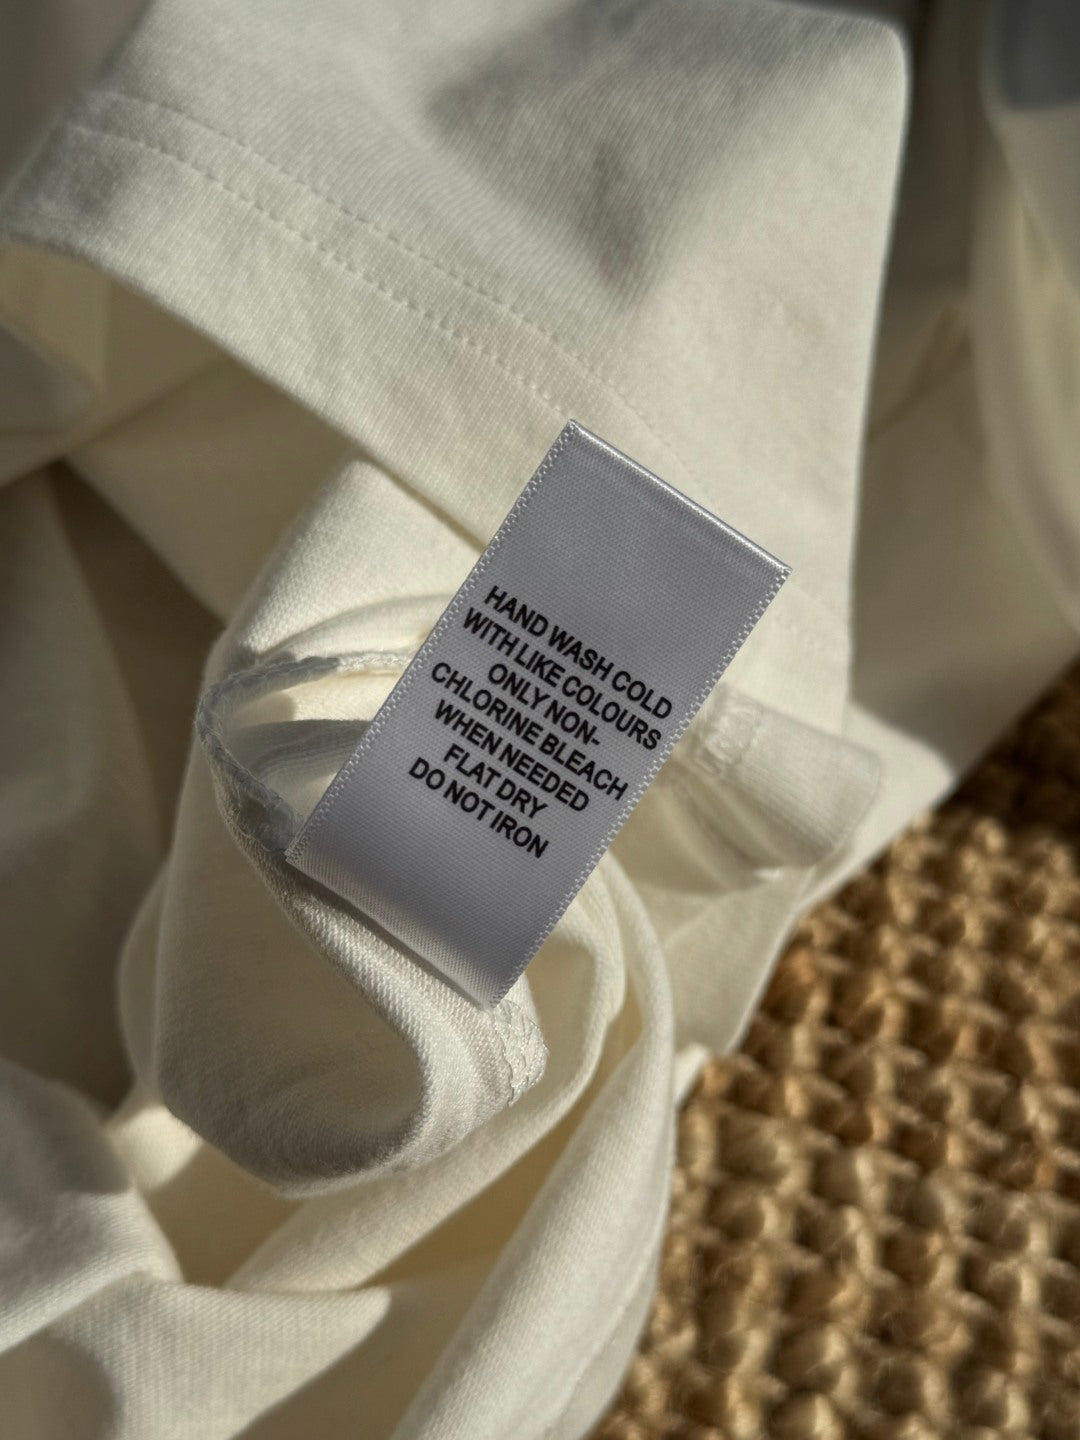 HAND WASH COLD
WITH LIKE COLOURS
ONLY NON-
CHLORINE BLEACH
WHEN NEEDED
FLAT DRY
DO NOT IRON